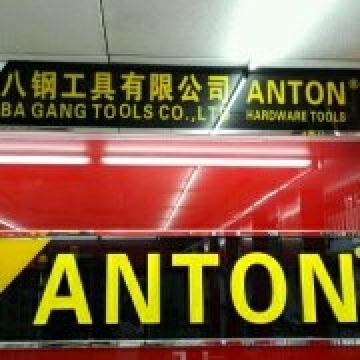 八钢工具有限公司 ANTON®
BA GANG TOOLS CO.,LTD HARDWARE TOOLS
ANTON